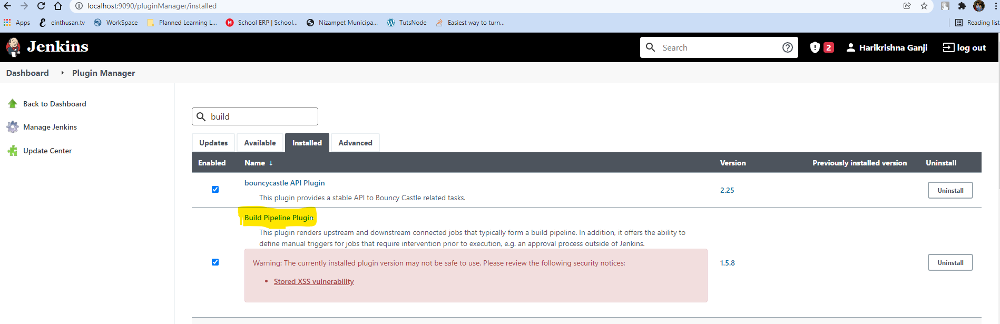 localhost:9090/pluginManager/installed
Apps einthusan.tv WorkSpace Planned Learning L... School ERP | School... Nizampet Municipa... TutsNode Easiest way to turn... Reading list
Jenkins Search 2 Harikrishna Ganji log out
Dashboard Plugin Manager
Back to Dashboard
Manage Jenkins
Update Center
build
Updates Available Installed Advanced
Enabled Name ↓ Version Previously installed version Uninstall
bouncycastle API Plugin
This plugin provides a stable API to Bouncy Castle related tasks.
2.25 Uninstall
Build Pipeline Plugin
This plugin renders upstream and downstream connected jobs that typically form a build pipeline. In addition, it offers the ability to
define manual triggers for jobs that require intervention prior to execution, e.g. an approval process outside of Jenkins.
Warning: The currently installed plugin version may not be safe to use. Please review the following security notices:
1.5.8 Uninstall
• Stored XSS vulnerability